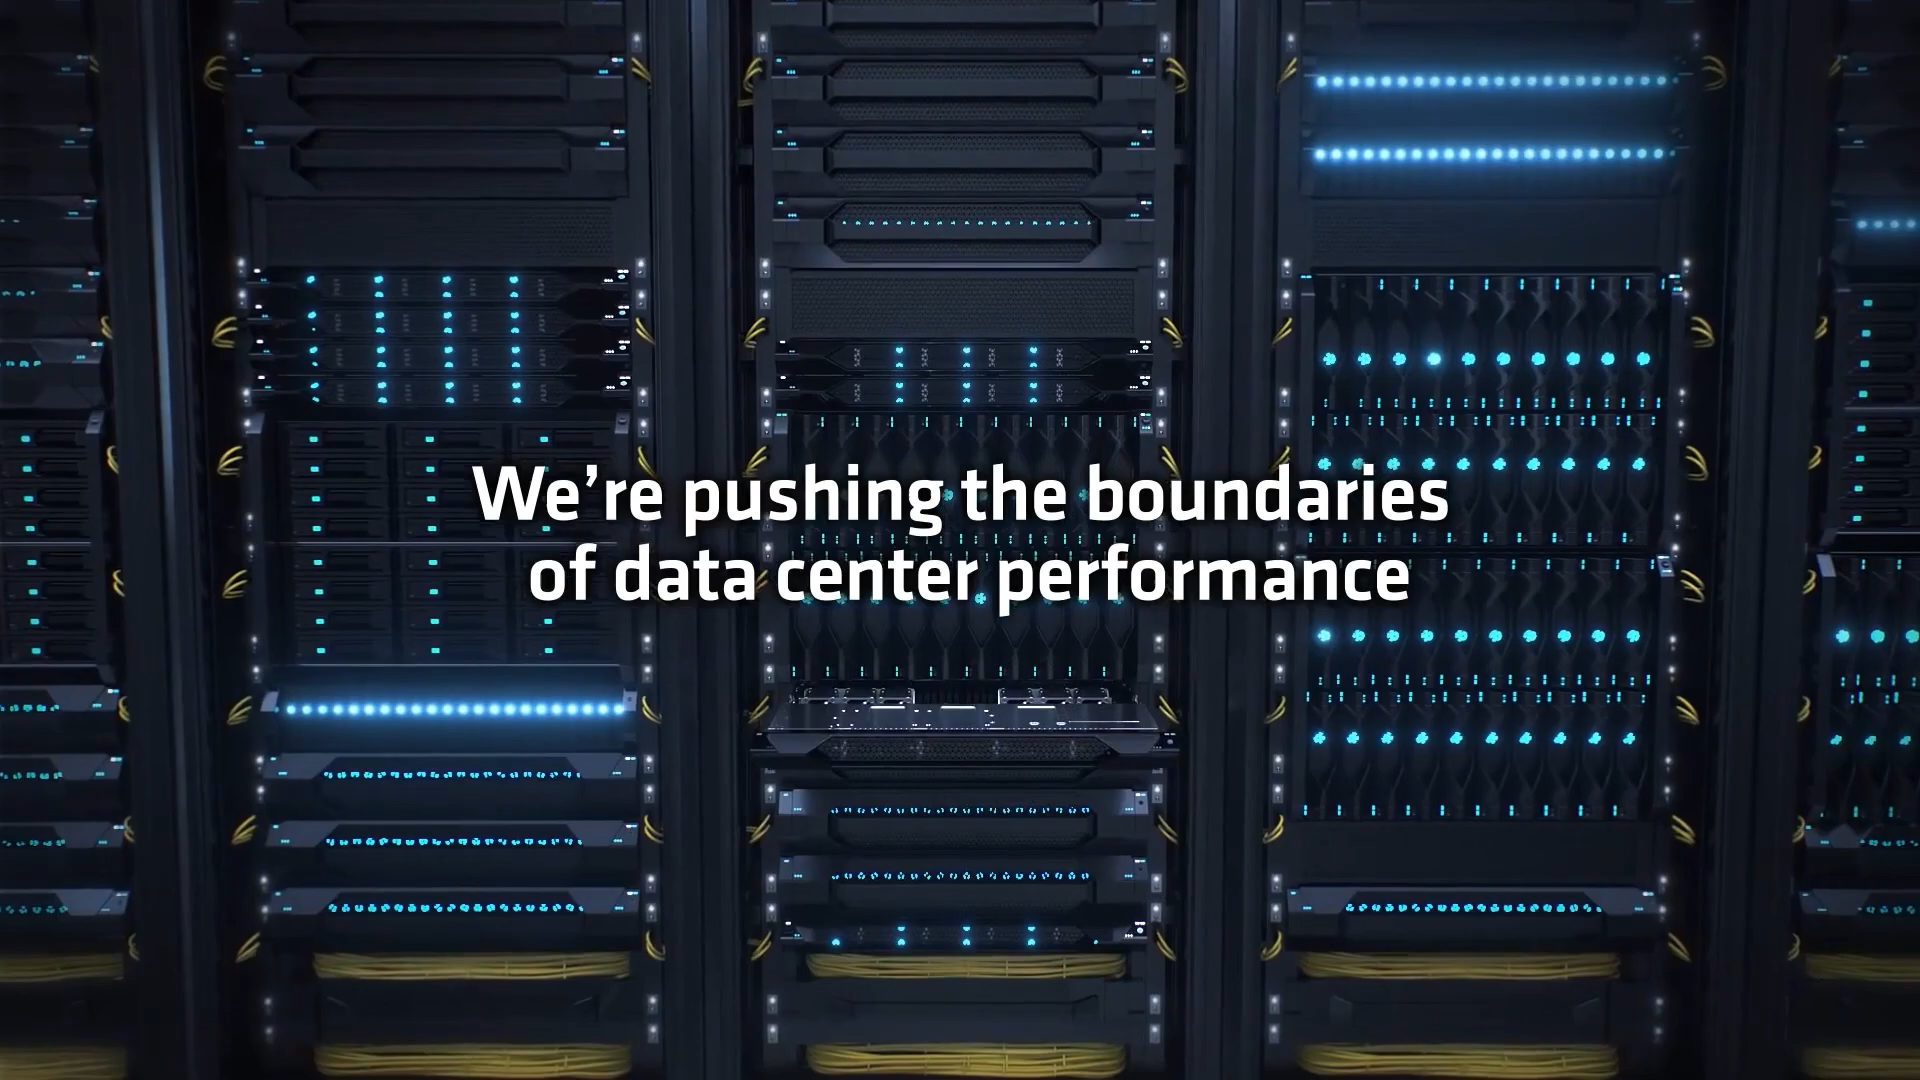 We’re pushing the boundaries
of data center performance